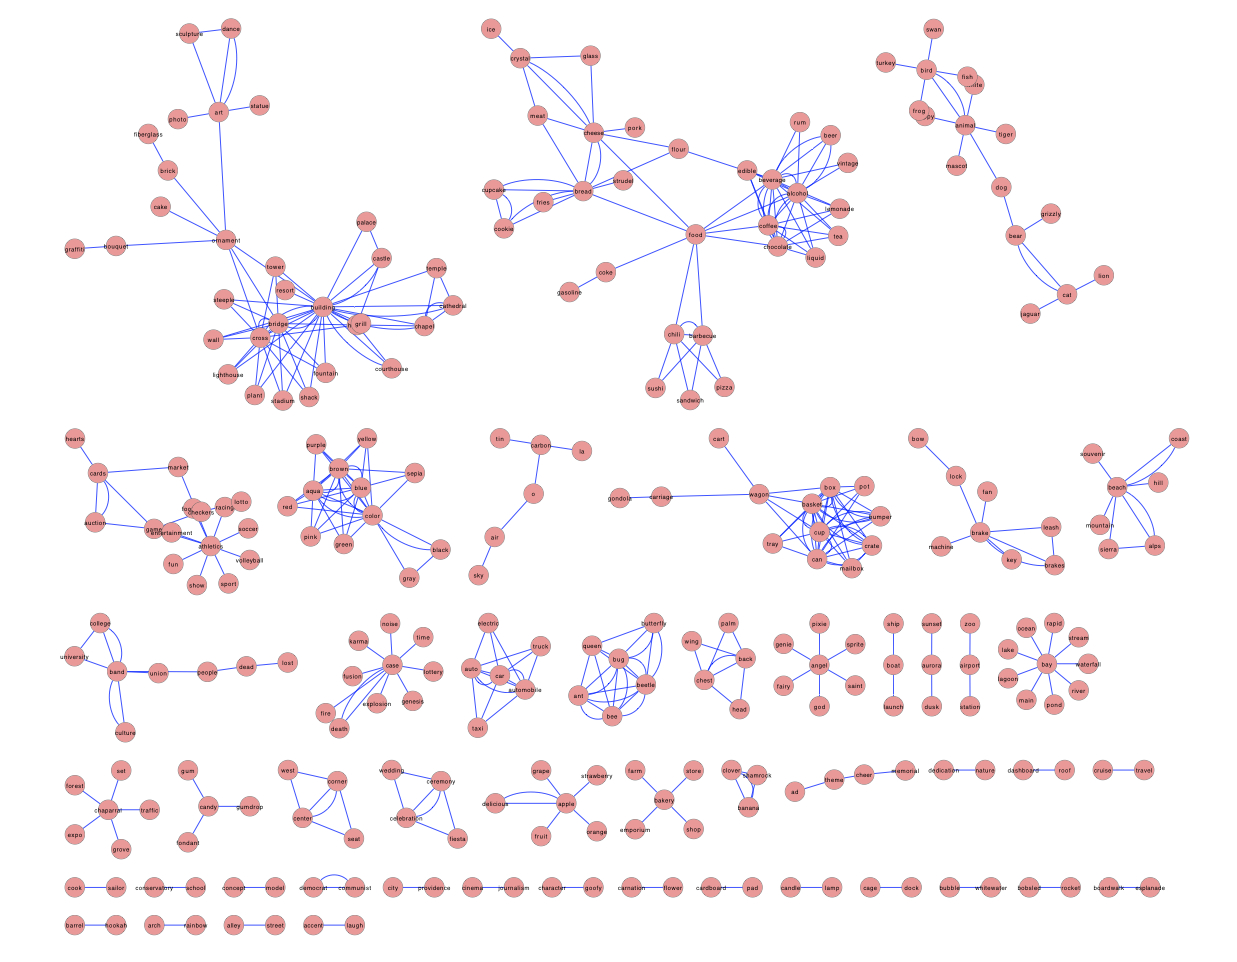 sculpture
dance
art
photo
statue
fiberglass
brick
cake
graffiti
bouquet
ornament
palace
castle
tower
resort
steeple
building
temple
cathedral
bridge
grill
chapel
wall
cross
lighthouse
fountain
courthouse
plant
stadium
shack
ice
crystal
glass
meat
cheese
pork
flour
strudel
cupcake
bread
fries
cookie
rum
beer
edible
beverage
vintage
alcohol
lemonade
coffee
tea
chocolate
liquid
food
coke
gasoline
chili
barbecue
sushi
pizza
sandwich
swan
turkey
bird
fish
frog
animal
tiger
mascot
dog
grizzly
bear
lion
cat
jaguar
hearts
cards
market
auction
game
entertainment
checkers
racing
lotto
soccer
athletics
volleyball
fun
show
sport
purple
yellow
brown
sepia
aqua
blue
red
color
pink
green
black
gray
tin
carbon
la
o
air
sky
cart
gondola
carriage
wagon
box
pot
basket
bumper
cup
tray
can
crate
mailbox
bow
lock
fan
brake
leash
machine
key
brakes
coast
souvenir
beach
hill
mountain
sierra
alps
college
university
band
union
people
dead
lost
culture
noise
karma
time
case
fusion
lottery
explosion
genesis
fire
death
electric
truck
auto
car
automobile
taxi
butterfly
queen
bug
ant
beetle
bee
palm
wing
back
chest
head
pixie
genie
sprite
angel
fairy
saint
god
ship
boat
launch
sunset
aurora
dusk
zoo
airport
station
ocean
rapid
stream
lake
bay
waterfall
lagoon
river
main
pond
set
forest
chaparral
traffic
expo
grove
gum
candy
gumdrop
fondant
west
corner
center
seat
wedding
ceremony
celebration
fiesta
grape
strawberry
delicious
apple
fruit
orange
farm
store
bakery
emporium
shop
clover
shamrock
banana
ad
theme
cheer
memorial
dedication
nature
dashboard
roof
cruise
travel
cook
sailor
conservatory
school
concept
model
democrat
communist
city
providence
cinema
journalism
character
goofy
carnation
flower
cardboard
pad
candle
lamp
cage
dock
bubble
whitewater
bobsled
rocket
boardwalk
esplanade
barrel
hookah
arch
rainbow
alley
street
accent
laugh